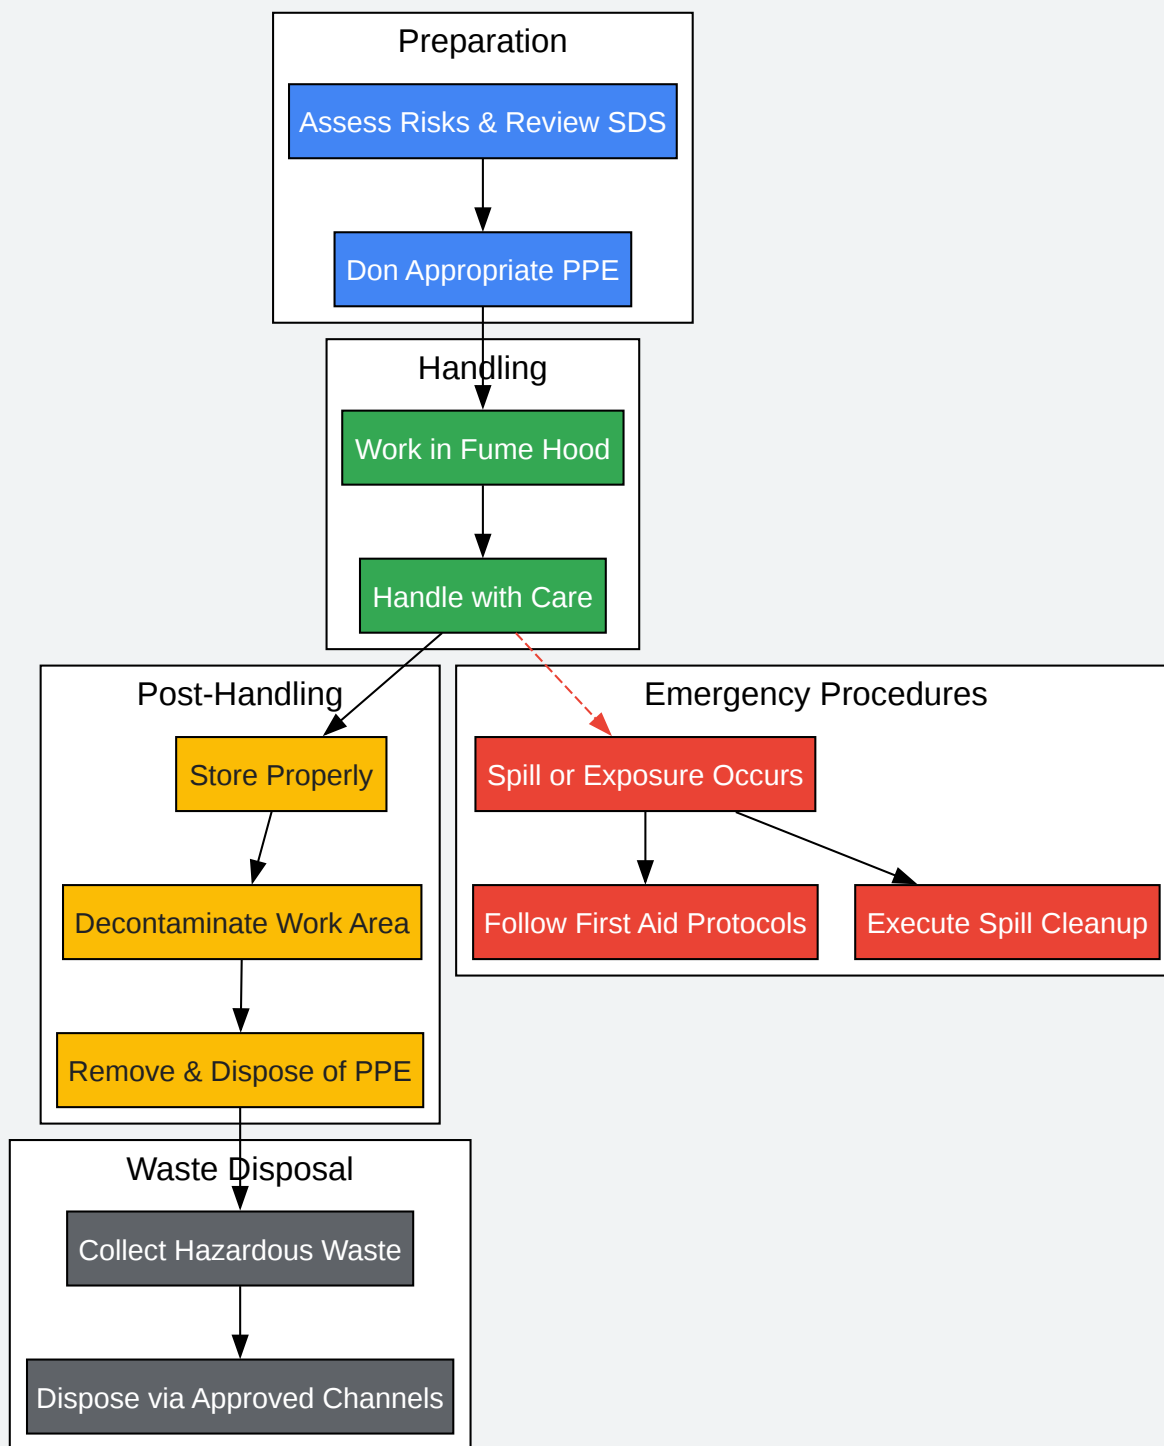 Preparation
Assess Risks & Review SDS
Don Appropriate PPE
Handling
Work in Fume Hood
Handle with Care
Post-Handling
Store Properly
Decontaminate Work Area
Remove & Dispose of PPE
Emergency Procedures
Spill or Exposure Occurs
Follow First Aid Protocols
Execute Spill Cleanup
Waste Disposal
Collect Hazardous Waste
Dispose via Approved Channels